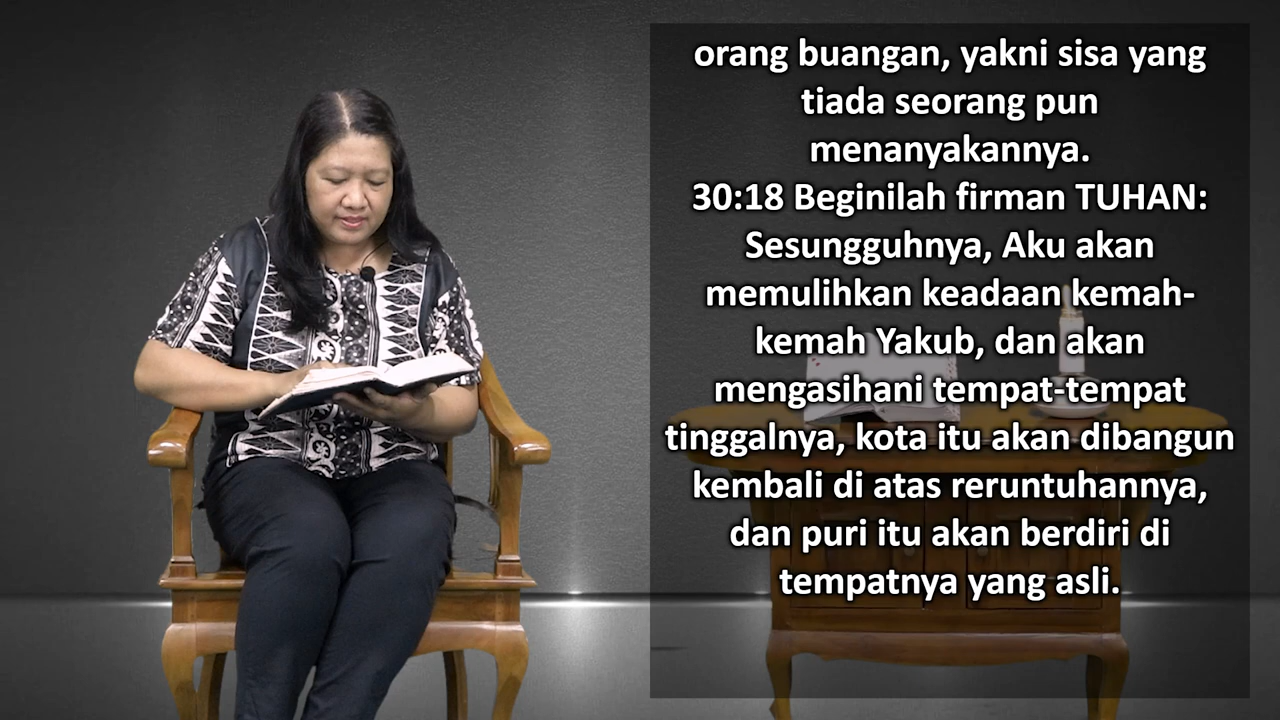 orang buangan, yakni sisa yang
tiada seorang pun
menanyakannya.
30:18 Beginilah firman TUHAN:
Sesungguhnya, Aku akan
memulihkan keadaan kemah-
kemah Yakub, dan akan
mengasihani tempat-tempat
tinggalnya, kota itu akan dibangun
kembali di atas reruntuhannya,
dan puri itu akan berdiri di
tempatnya yang asli.